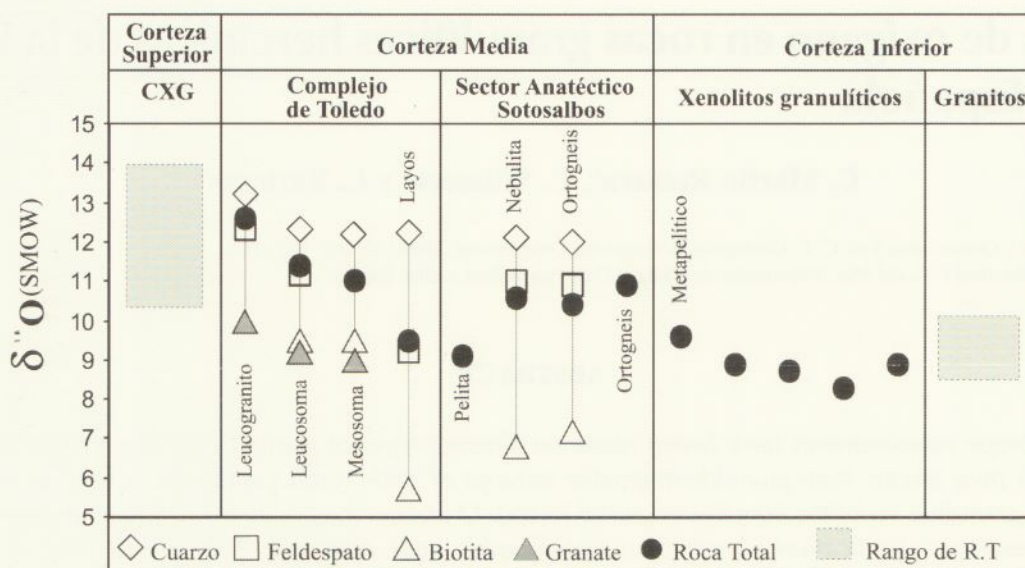 Corteza Superior
Corteza Media
Corteza Inferior
CXG
Complejo de Toledo
Sector Anatéctico Sotosalbos
Xenolitos granulíticos
Granitos
δ¹⁸O(SMOW)
15
14
13
12
11
10
9
8
7
6
5
Leucogranito
Leucosoma
Mesosoma
Layos
Pelita
Nebulita
Ortogneis
Ortogneis
Metapelitico
Cuarzo
Feldespato
Biotita
Granate
Roca Total
Rango de R.T